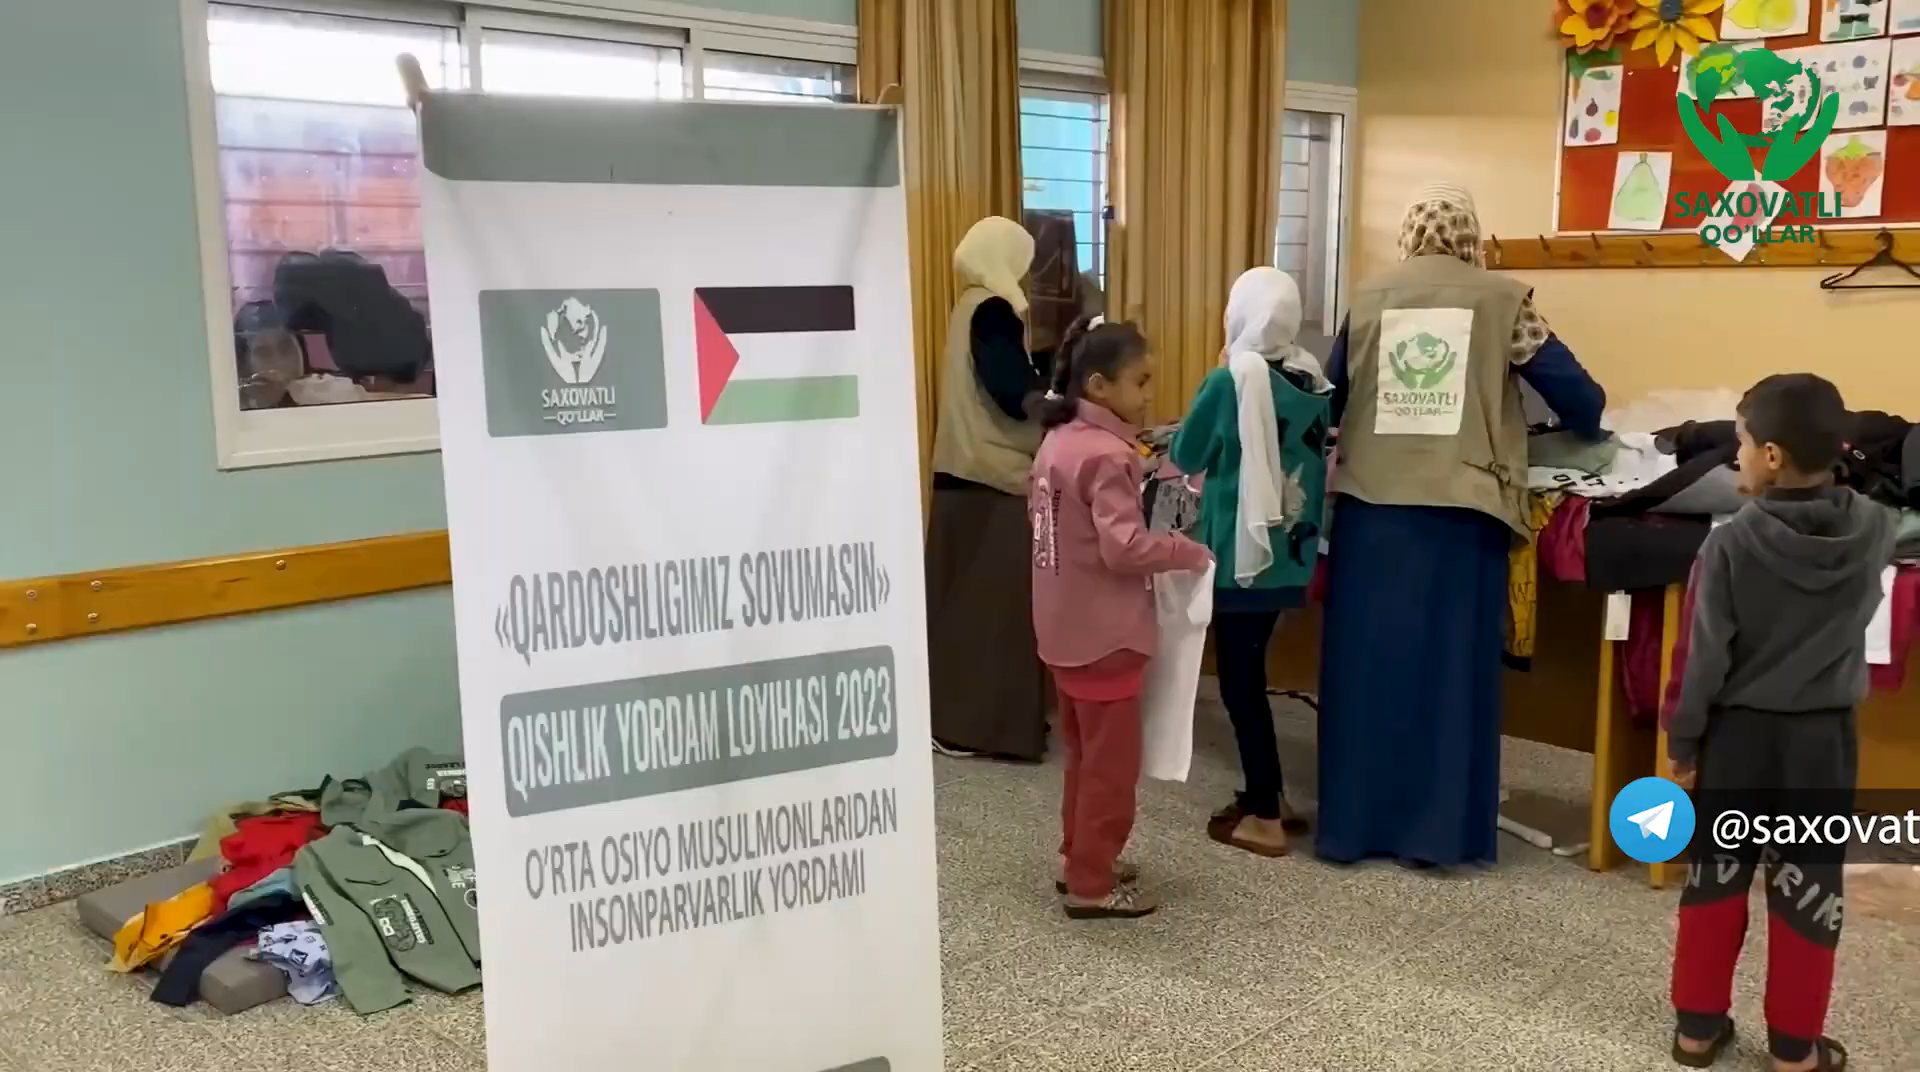 SAXOVATLI
QO'LLAR
SAXOVATLI
QO'LLAR
«QARDOSHLIGIMIZ SOVUMASIN»
QISHLIK YORDAM LOYIHASI 2023
O'RTA OSIYO MUSULMONLARIDAN
INSONPARVARLIK YORDAMI
SAXOVATLI
QO'LLAR
@saxovat